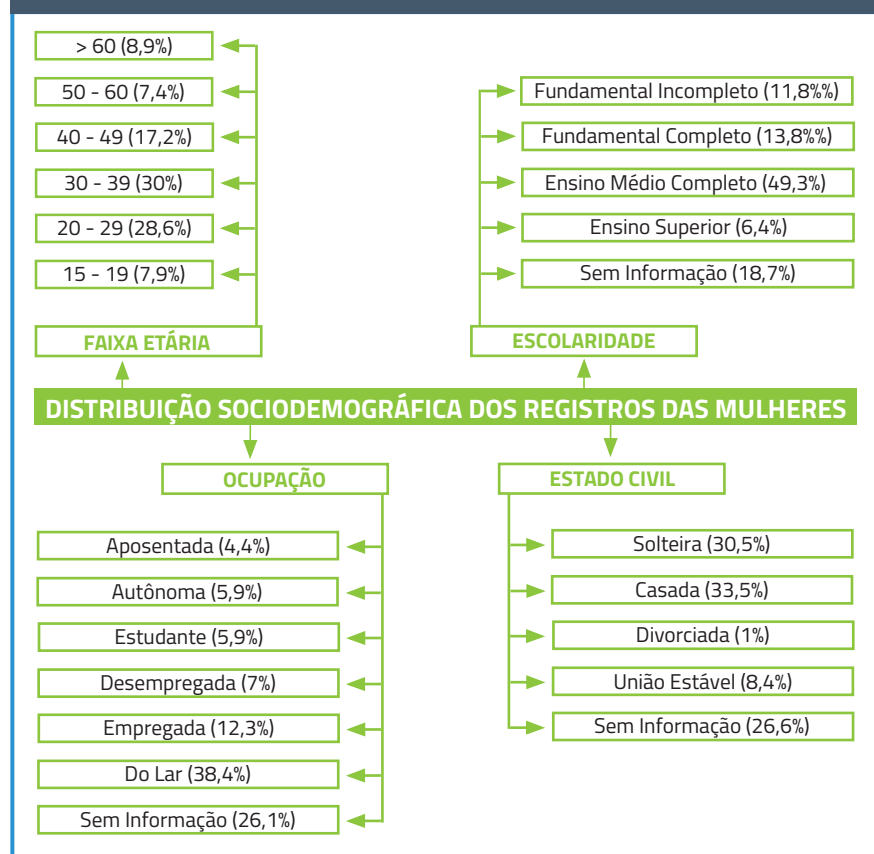 > 60 (8,9%)
50 - 60 (7,4%)
40 - 49 (17,2%)
30 - 39 (30%)
20 - 29 (28,6%)
15 - 19 (7,9%)
FAIXA ETÁRIA
Fundamental Incompleto (11,8%%)
Fundamental Completo (13,8%%)
Ensino Médio Completo (49,3%)
Ensino Superior (6,4%)
Sem Informação (18,7%)
ESCOLARIDADE
DISTRIBUIÇÃO SOCIODEMOGRÁFICA DOS REGISTROS DAS MULHERES
OCUPAÇÃO
Aposentada (4,4%)
Autônoma (5,9%)
Estudante (5,9%)
Desempregada (7%)
Empregada (12,3%)
Do Lar (38,4%)
Sem Informação (26,1%)
ESTADO CIVIL
Solteira (30,5%)
Casada (33,5%)
Divorciada (1%)
União Estável (8,4%)
Sem Informação (26,6%)